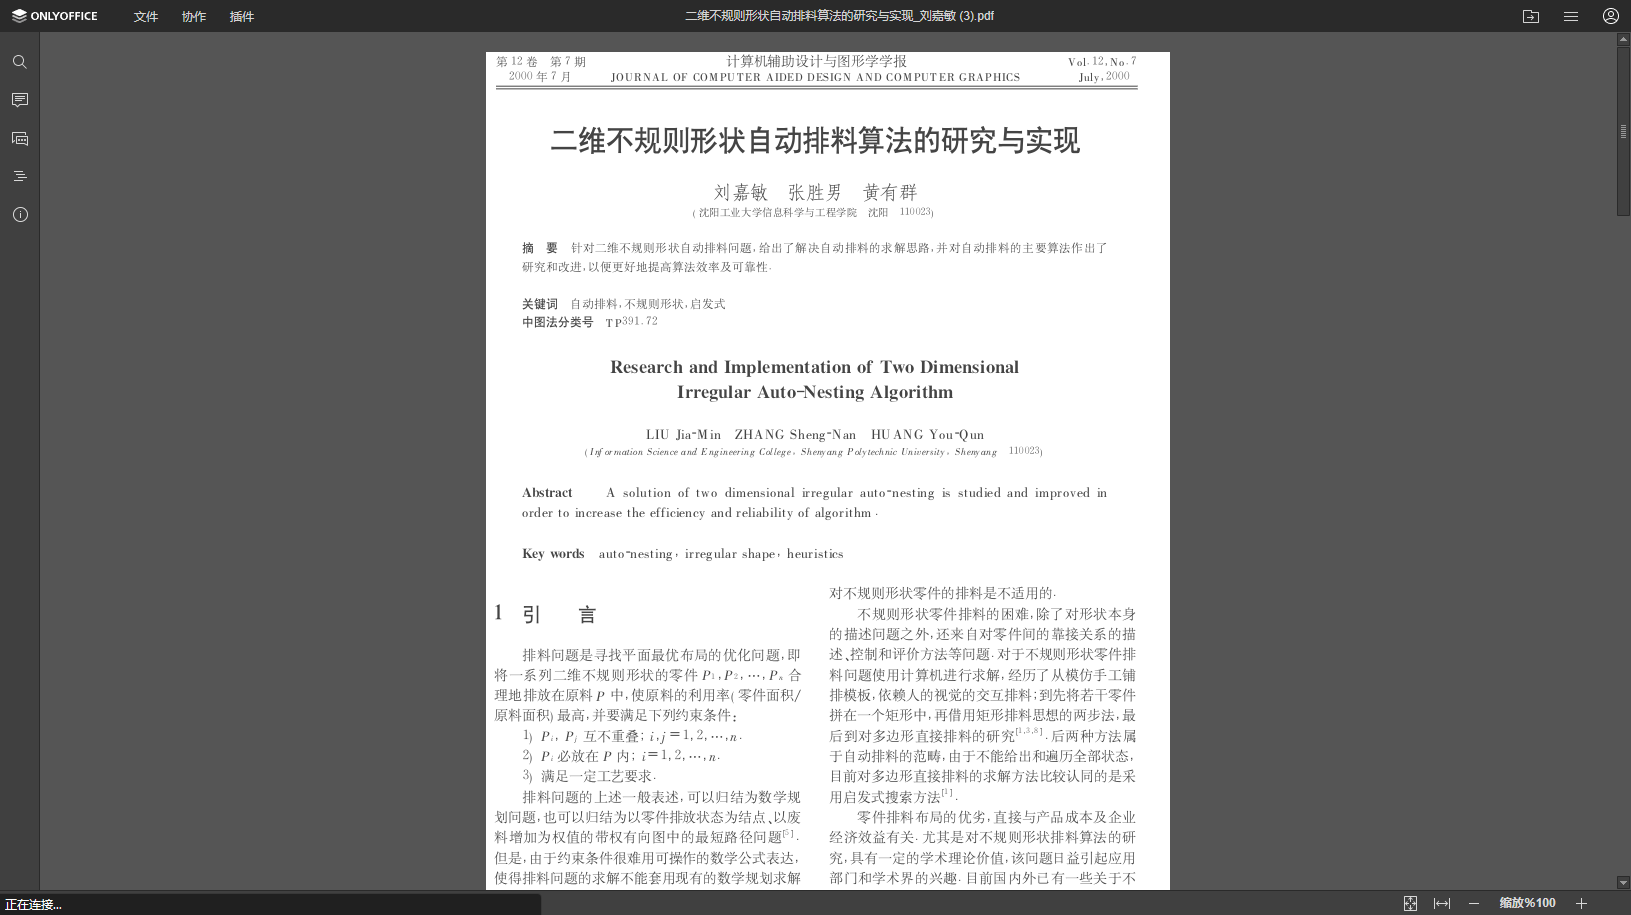 ONLYOFFICE 文件 协作 插件 二维不规则形状自动排料算法的研究与实现_刘嘉敏 (3).pdf
第 12 卷 第 7 期 计算机辅助设计与图形学学报 Vol.12, No.7
2000 年 7 月 JOURNAL OF COMPUTER AIDED DESIGN AND COMPUTER GRAPHICS July, 2000
二维不规则形状自动排料算法的研究与实现
刘嘉敏 张胜男 黄有群
(沈阳工业大学信息科学与工程学院 沈阳 110023)
摘 要 针对二维不规则形状自动排料问题,给出了解决自动排料的求解思路,并对自动排料的主要算法作出了
研究和改进,以便更好地提高算法效率及可靠性.
关键词 自动排料,不规则形状,启发式
中图法分类号 TP391.72
Research and Implementation of Two Dimensional
Irregular Auto-Nesting Algorithm
LIU Jia-Min ZHANG Sheng-Nan HUANG You-Qun
(Information Science and Engineering College, Shenyang Polytechnic University, Shenyang 110023)
Abstract A solution of two dimensional irregular auto-nesting is studied and improved in
order to increase the efficiency and reliability of algorithm.
Key words auto-nesting, irregular shape, heuristics
1 引 言
排料问题是寻找平面最优布局的优化问题,即
将一系列二维不规则形状的零件 P1,P2,…,Pn 合
理地排放在原料 P 中,使原料的利用率(零件面积/
原料面积)最高,并要满足下列约束条件:
1) Pi, Pj 互不重叠; i,j=1,2,…,n.
2) Pi 必放在 P 内; i=1,2,…,n.
3) 满足一定工艺要求.
排料问题的上述一般表述,可以归结为数学规
划问题,也可以归结为以零件排放状态为结点、以废
料增加为权值的带权有向图中的最短路径问题[5].
但是,由于约束条件很难用可操作的数学公式表达,
使得排料问题的求解不能套用现有的数学规划求解
对不规则形状零件的排料是不适用的.
不规则形状零件排料的困难,除了对形状本身
的描述问题之外,还来自对零件间的靠接关系的描
述、控制和评价方法等问题.对于不规则形状零件排
料问题使用计算机进行求解,经历了从模仿手工铺
排模板,依赖人的视觉的交互排料;到先将若干零件
拼在一个矩形中,再借用矩形排料思想的两步法,最
后到对多边形直接排料的研究[1,3,8].后两种方法属
于自动排料的范畴,由于不能给出和遍历全部状态,
目前对多边形直接排料的求解方法比较认同的是采
用启发式搜索方法[1].
零件排料布局的优劣,直接与产品成本及企业
经济效益有关.尤其是对不规则形状排料算法的研
究,具有一定的学术理论价值,该问题日益引起应用
部门和学术界的兴趣.目前国内外已有一些关于不
正在连接... 缩放%100